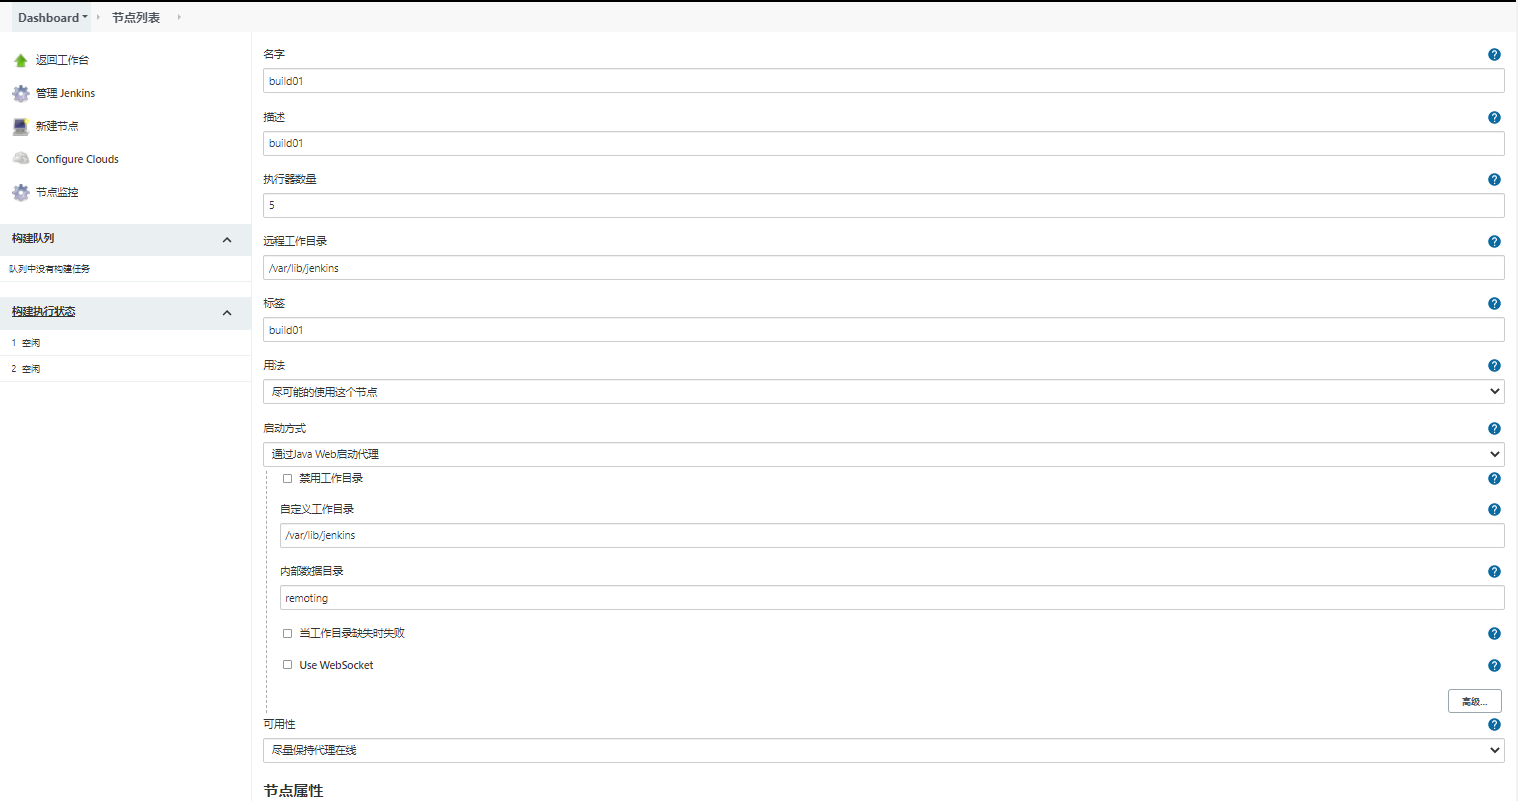 Dashboard
节点列表
返回工作台
管理 Jenkins
新建节点
Configure Clouds
节点监控
构建队列
队列中没有构建任务
构建执行状态
1 空闲
2 空闲
名字
build01
描述
build01
执行器数量
5
远程工作目录
/var/lib/jenkins
标签
build01
用法
尽可能的使用这个节点
启动方式
通过Java Web启动代理
禁用工作目录
自定义工作目录
/var/lib/jenkins
内部数据目录
remoting
当工作目录缺失时失败
Use WebSocket
高级...
可用性
尽量保持代理在线
节点属性